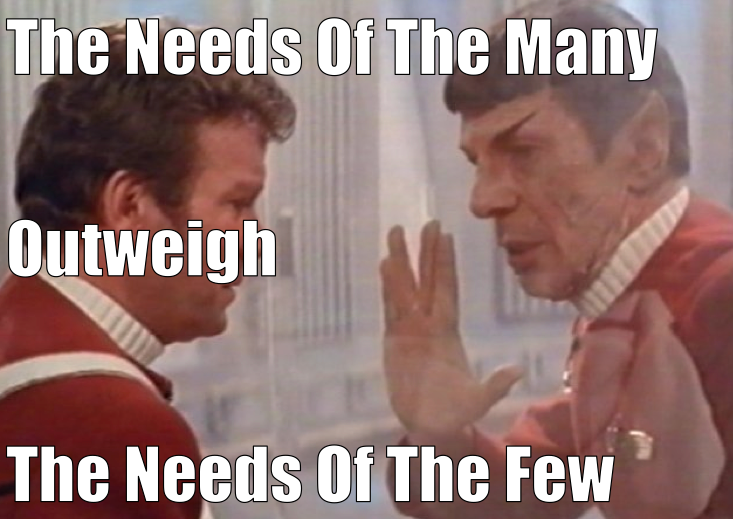 The Needs Of The Many
Outweigh
The Needs Of The Few